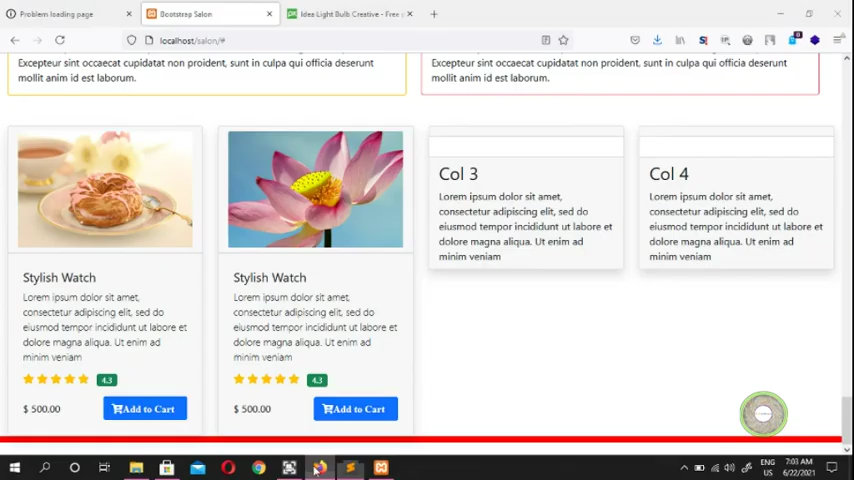 Problem loading page
Bootstrap Salon
Idea Light Bulb Creative - Free p
localhost/salon/#
Excepteur sint occaecat cupidatat non proident, sunt in culpa qui officia deserunt
mollit anim id est laborum.
Excepteur sint occaecat cupidatat non proident, sunt in culpa qui officia deserunt
mollit anim id est laborum.
Stylish Watch
Lorem ipsum dolor sit amet,
consectetur adipiscing elit, sed do
eiusmod tempor incididunt ut labore et
dolore magna aliqua. Ut enim ad
minim veniam
4.3
$ 500.00
Add to Cart
Stylish Watch
Lorem ipsum dolor sit amet,
consectetur adipiscing elit, sed do
eiusmod tempor incididunt ut labore et
dolore magna aliqua. Ut enim ad
minim veniam
4.3
$ 500.00
Add to Cart
Col 3
Lorem ipsum dolor sit amet,
consectetur adipiscing elit, sed do
eiusmod tempor incididunt ut labore et
dolore magna aliqua. Ut enim ad
minim veniam
Col 4
Lorem ipsum dolor sit amet,
consectetur adipiscing elit, sed do
eiusmod tempor incididunt ut labore et
dolore magna aliqua. Ut enim ad
minim veniam
ENG
US
7:03 AM
6/22/2021